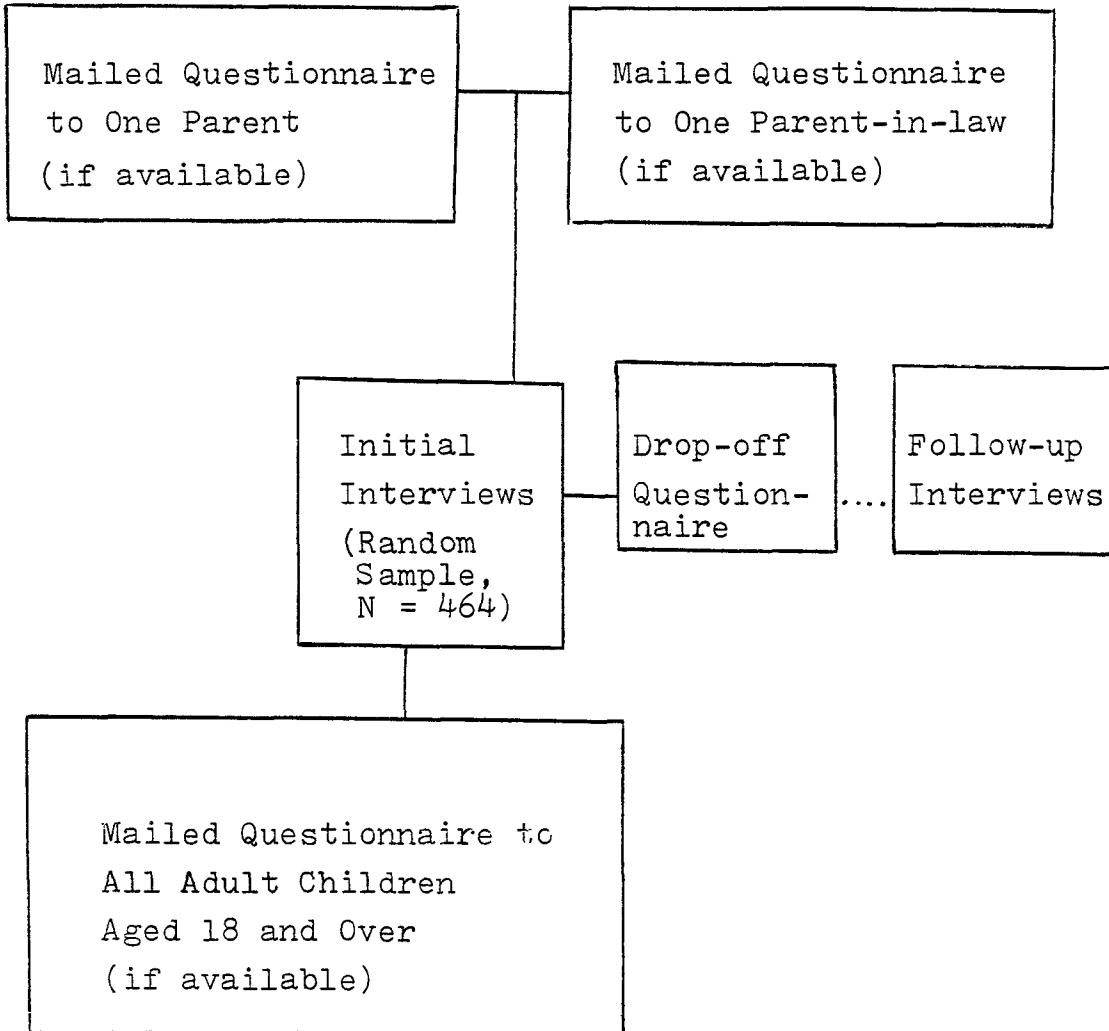 Mailed Questionnaire
to One Parent
(if available)
Mailed Questionnaire
to One Parent-in-law
(if available)
Initial
Interviews
(Random
Sample,
N = 464)
Drop-off
Question-
naire
....
Follow-up
Interviews
Mailed Questionnaire to
All Adult Children
Aged 18 and Over
(if available)